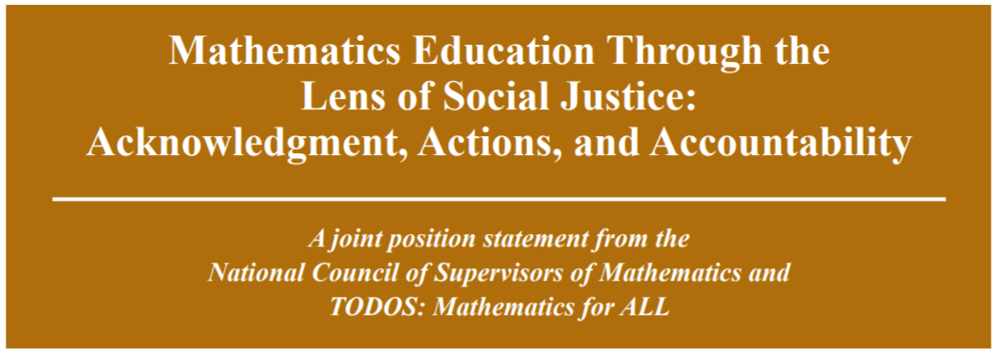 Mathematics Education Through the
Lens of Social Justice:
Acknowledgment, Actions, and Accountability
A joint position statement from the
National Council of Supervisors of Mathematics and
TODOS: Mathematics for ALL